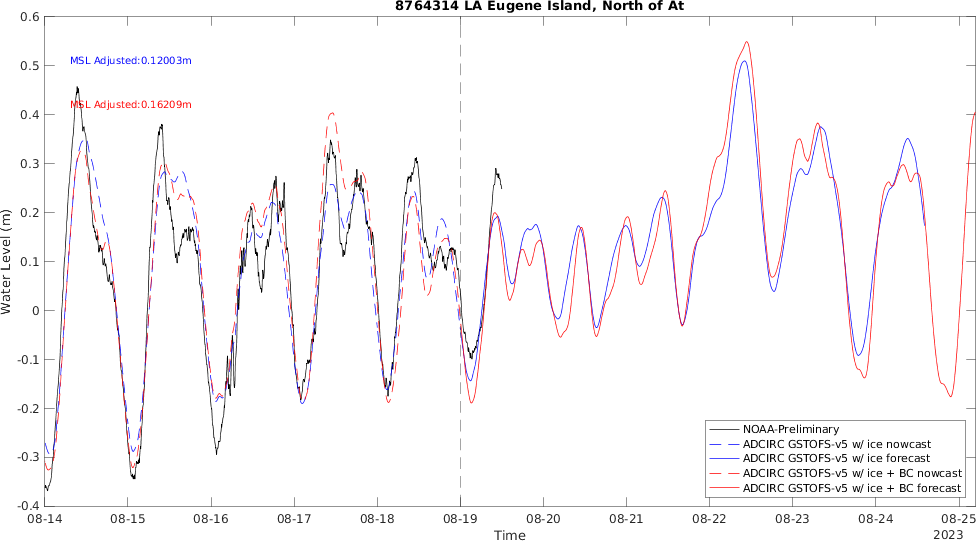 8764314 LA Eugene Island, North of At
0.6
0.5
0.4
0.3
0.2
0.1
0
-0.1
-0.2
-0.3
-0.4
Water Level (m)
MSL Adjusted:0.12003m
MSL Adjusted:0.16209m
NOAA-Preliminary
ADCIRC GSTOFS-v5 w/ ice nowcast
ADCIRC GSTOFS-v5 w/ ice forecast
ADCIRC GSTOFS-v5 w/ ice + BC nowcast
ADCIRC GSTOFS-v5 w/ ice + BC forecast
08-14 08-15 08-16 08-17 08-18 08-19 08-20 08-21 08-22 08-23 08-24 08-25
Time
2023